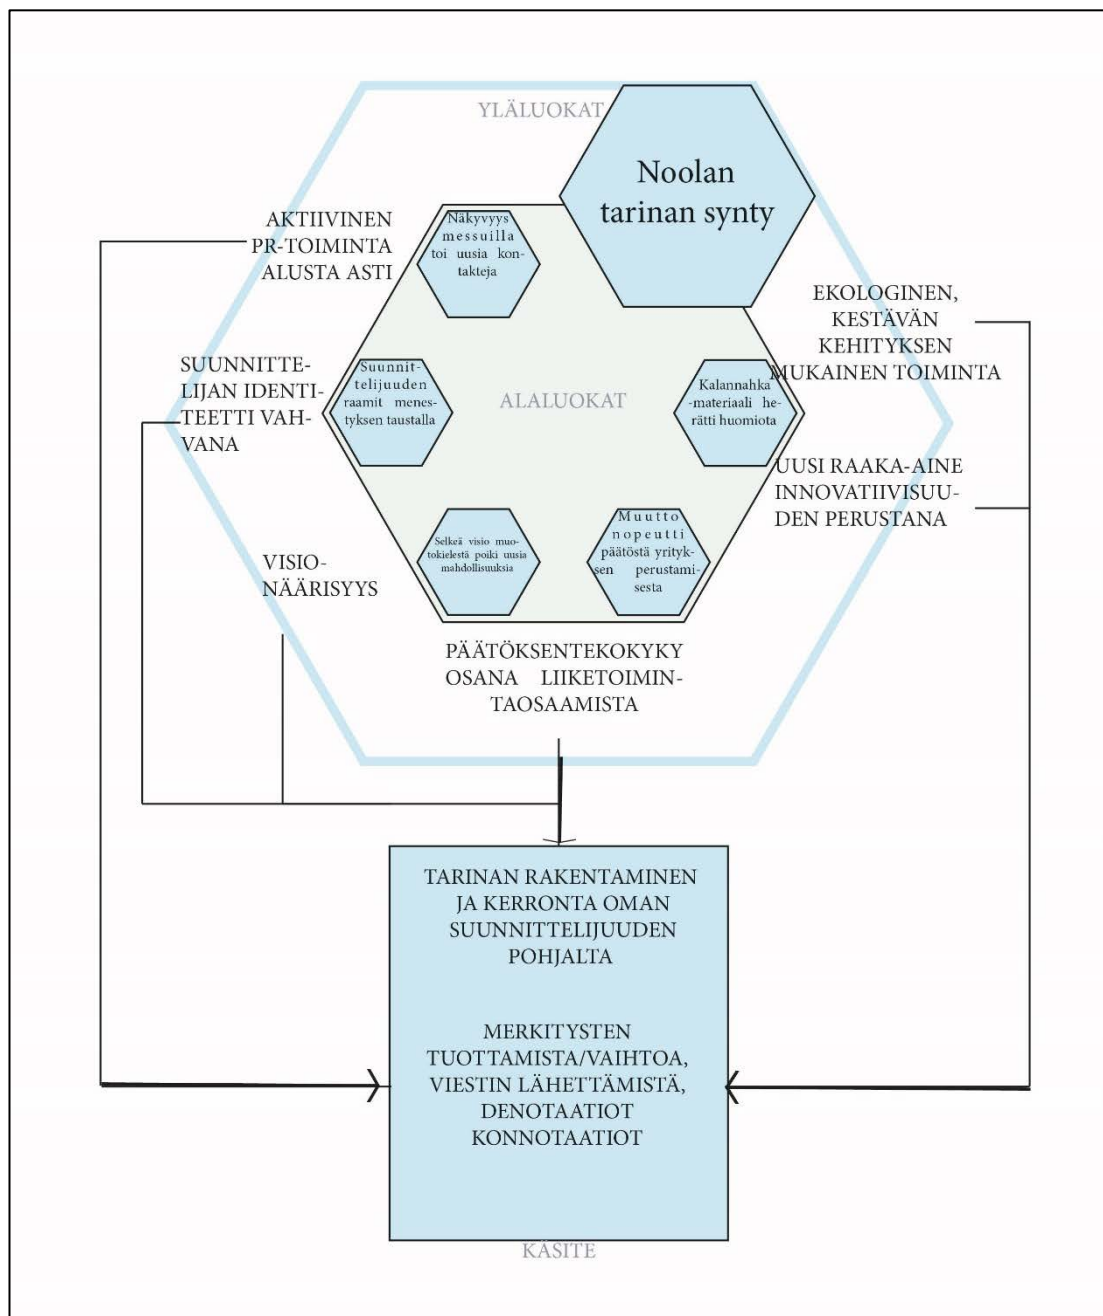 YLÄLUOKAT
Noolan
tarinan synty
AKTIIVINEN
PR-TOIMINTA
ALUSTA ASTI
Näkyvyys
messuilla
toi uusia kon-
takteja
EKOLOGINEN,
KESTÄVÄN
KEHITYKSEN
MUKAINEN TOIMINTA
SUUNNITTE-
LIJAN IDENTI-
TEETTI VAH-
VANA
Suunnit-
telijuuden
raamit menes-
tyksen taustalla
ALALUOKAT
Kalannahka
-materiaali he-
rätti huomiota
UUSI RAAKA-AINE
INNOVATIIVISUU-
DEN PERUSTANA
VISIO-
NÄÄRISYYS
Selkeä visio muo-
tokielestä poiki uusia
mahdollisuuksia
Muutto
nopeutti
päätöstä yrityk-
sen perustami-
sesta
PÄÄTÖKSENTEKOKYKY
OSANA LIIKETOIMIN-
TAOSAAMISTA
TARINAN RAKENTAMINEN
JA KERRONTA OMAN
SUUNNITTELIJUUDEN
POHJALTA
MERKITYSTEN
TUOTTAMISTA/VAIHTOA,
VIESTIN LÄHETTÄMISTÄ,
DENOTAATIOT
KONNOTAATIOT
KÄSITE